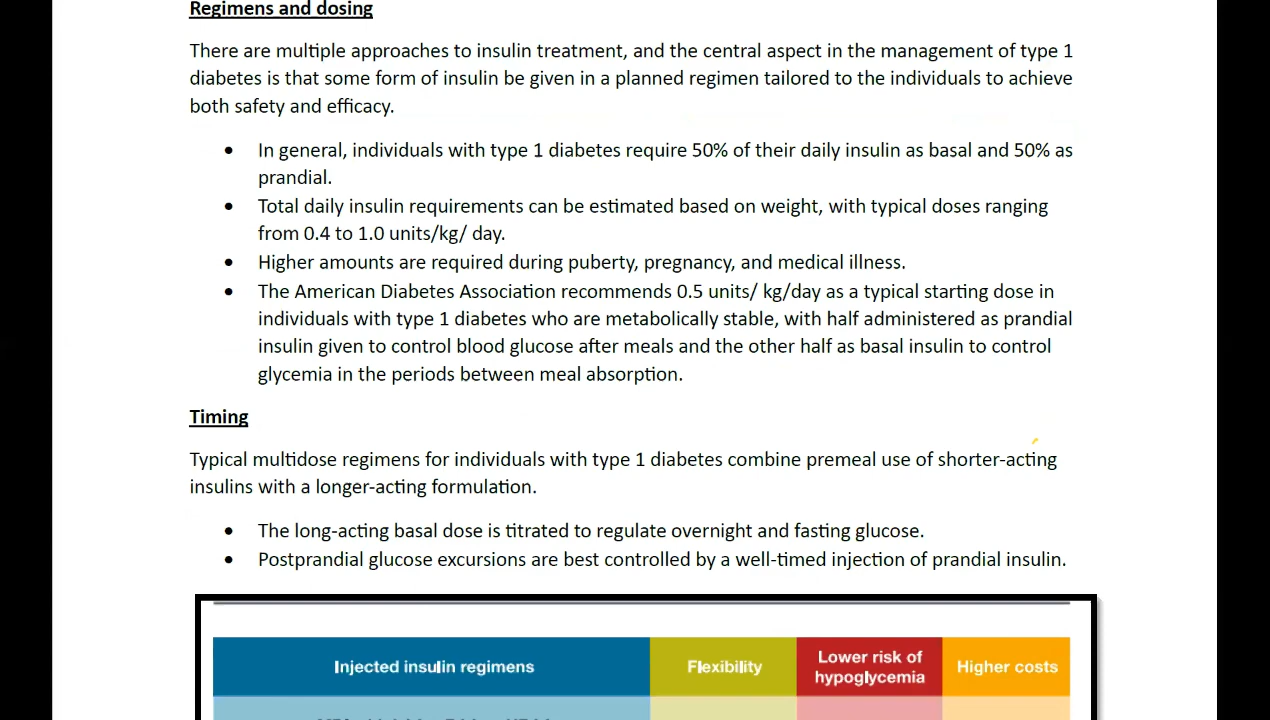 Regimens and dosing
There are multiple approaches to insulin treatment, and the central aspect in the management of type 1
diabetes is that some form of insulin be given in a planned regimen tailored to the individuals to achieve
both safety and efficacy.
• In general, individuals with type 1 diabetes require 50% of their daily insulin as basal and 50% as
prandial.
• Total daily insulin requirements can be estimated based on weight, with typical doses ranging
from 0.4 to 1.0 units/kg/ day.
• Higher amounts are required during puberty, pregnancy, and medical illness.
• The American Diabetes Association recommends 0.5 units/ kg/day as a typical starting dose in
individuals with type 1 diabetes who are metabolically stable, with half administered as prandial
insulin given to control blood glucose after meals and the other half as basal insulin to control
glycemia in the periods between meal absorption.
Timing
Typical multidose regimens for individuals with type 1 diabetes combine premeal use of shorter-acting
insulins with a longer-acting formulation.
• The long-acting basal dose is titrated to regulate overnight and fasting glucose.
• Postprandial glucose excursions are best controlled by a well-timed injection of prandial insulin.
Injected insulin regimens
Flexibility
Lower risk of
hypoglycemia
Higher costs